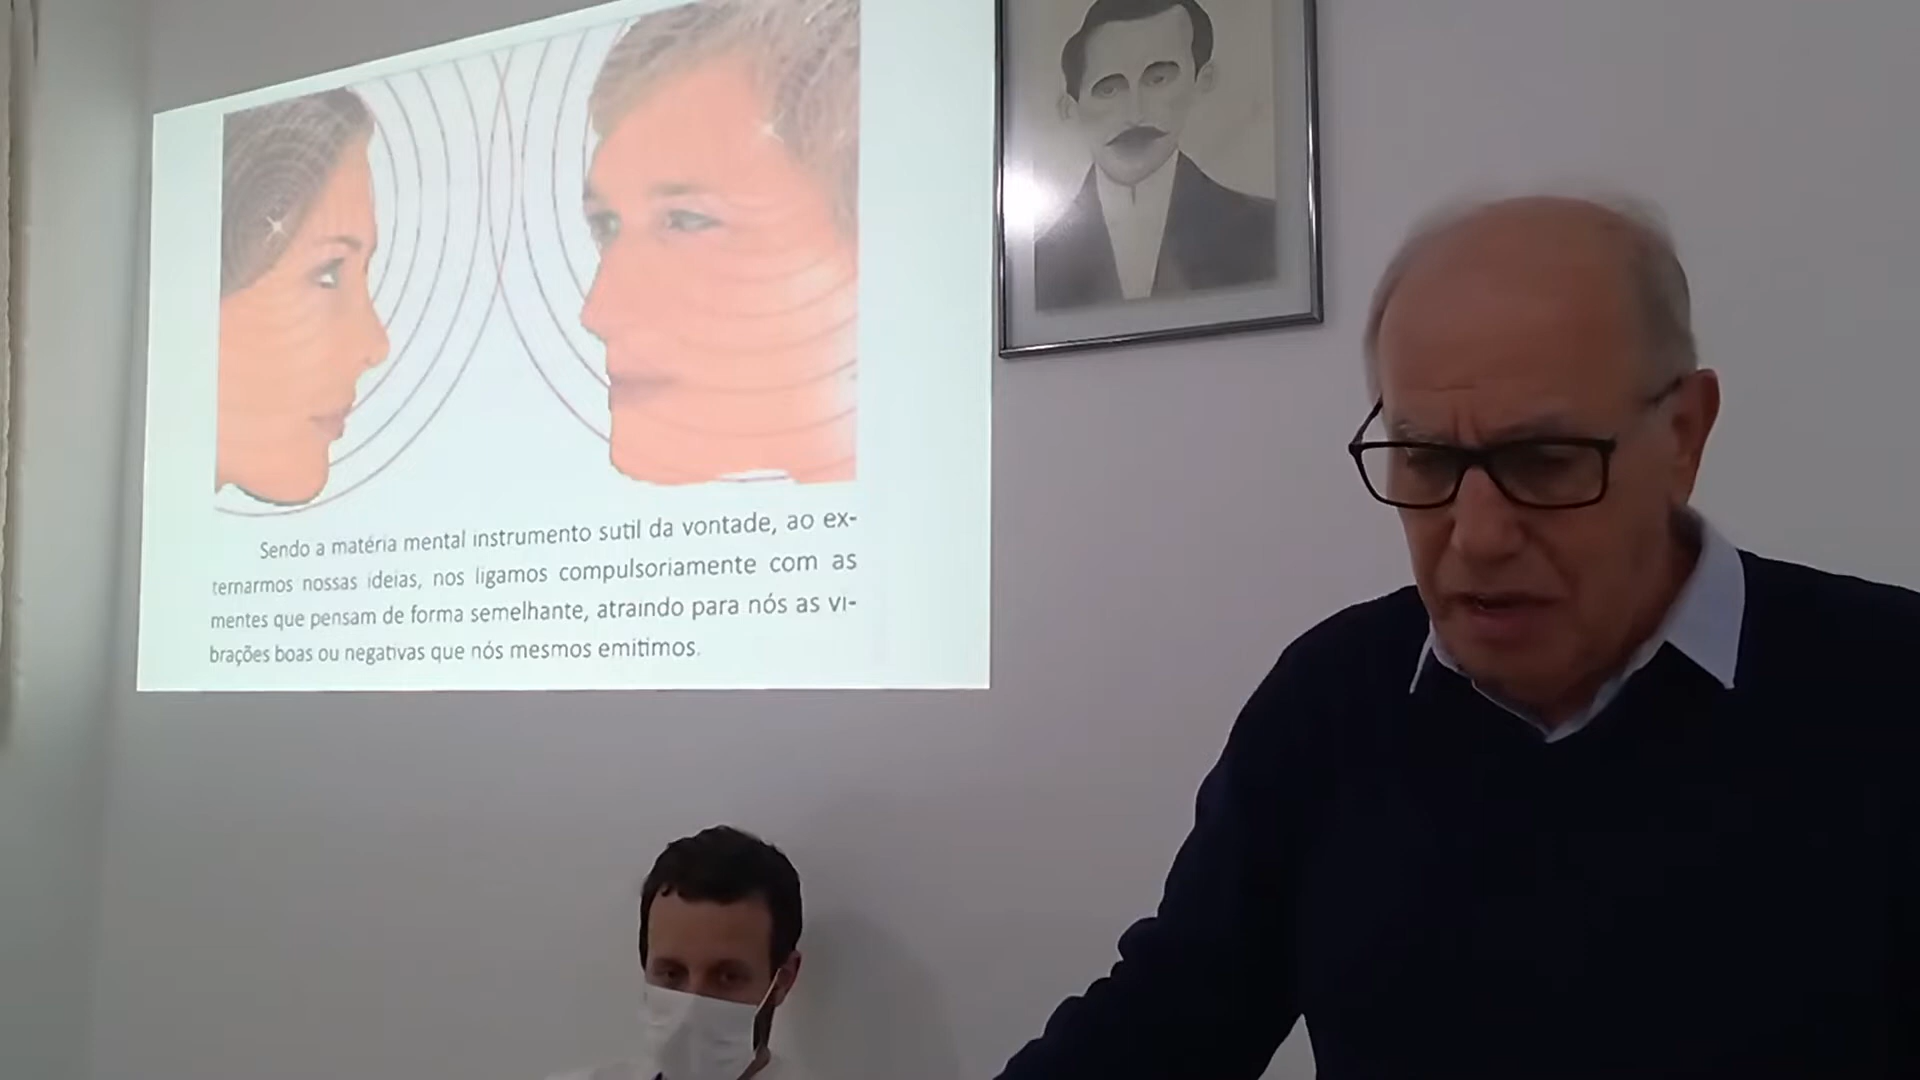 Sendo a matéria mental instrumento sutil da vontade, ao ex-
ternarmos nossas ideias, nos ligamos compulsoriamente com as
mentes que pensam de forma semelhante, atraindo para nós as vi-
brações boas ou negativas que nós mesmos emitimos.